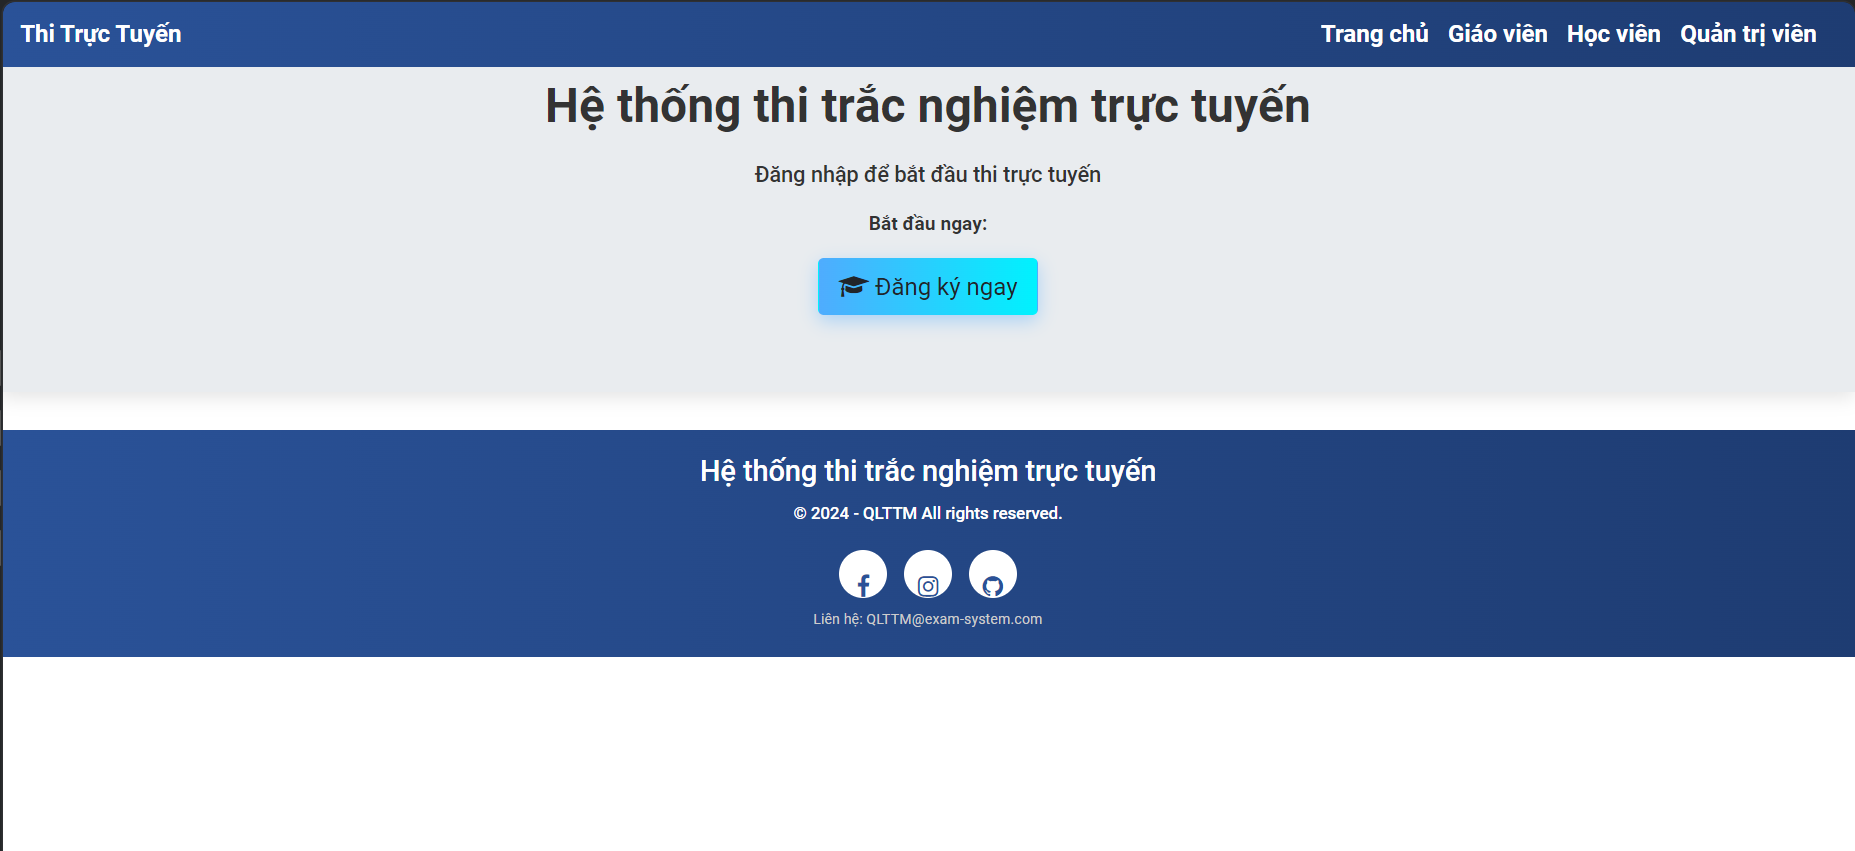 Thi Trực Tuyến
Trang chủ Giáo viên Học viên Quản trị viên
Hệ thống thi trắc nghiệm trực tuyến
Đăng nhập để bắt đầu thi trực tuyến
Bắt đầu ngay:
Đăng ký ngay
Hệ thống thi trắc nghiệm trực tuyến
© 2024 - QLTTM All rights reserved.
Liên hệ: QLTTM@exam-system.com